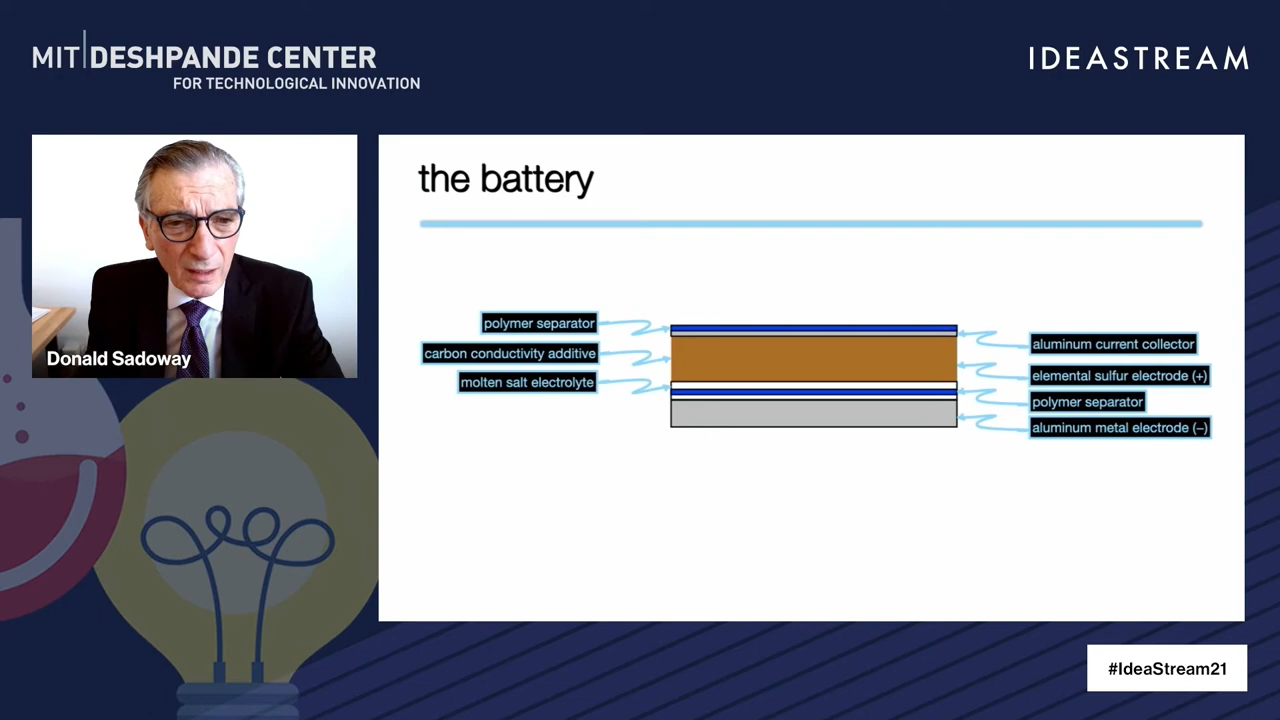 MIT DESHPANDE CENTER
FOR TECHNOLOGICAL INNOVATION
IDEASTREAM
Donald Sadoway
the battery
polymer separator
carbon conductivity additive
molten salt electrolyte
aluminum current collector
elemental sulfur electrode (+)
polymer separator
aluminum metal electrode (–)
#IdeaStream21